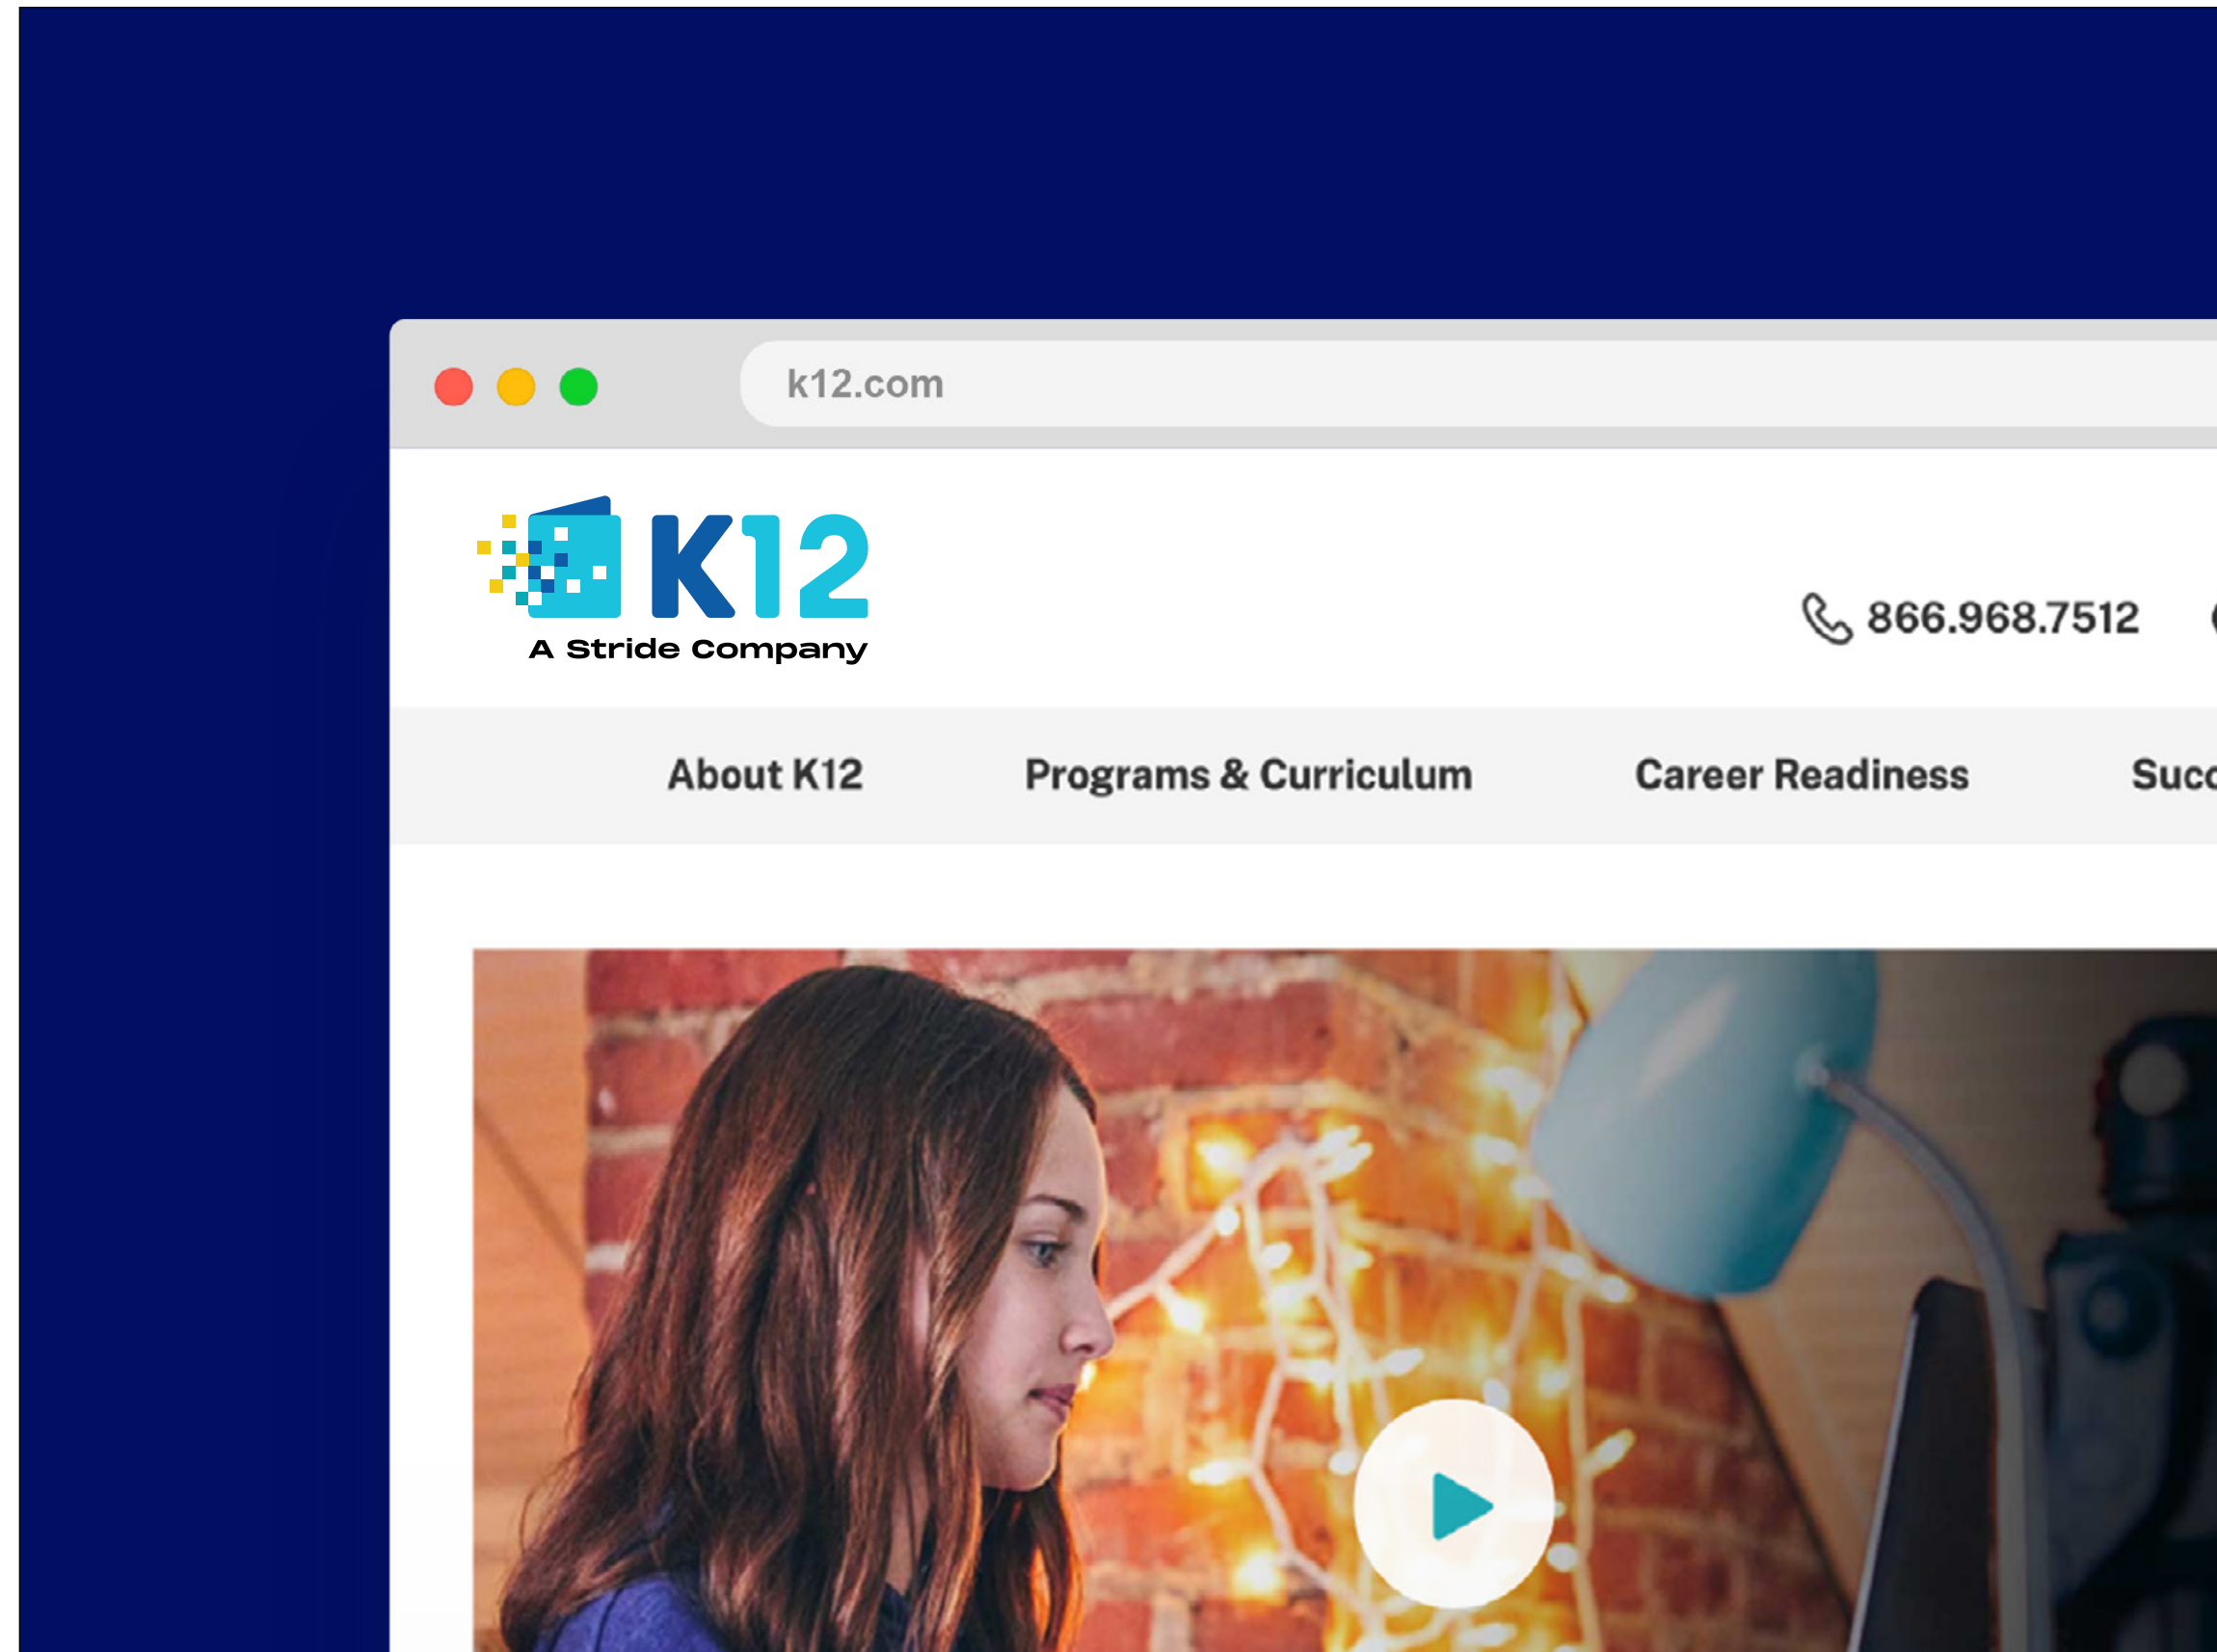 k12.com
K12
A Stride Company
866.968.7512
About K12 Programs & Curriculum Career Readiness